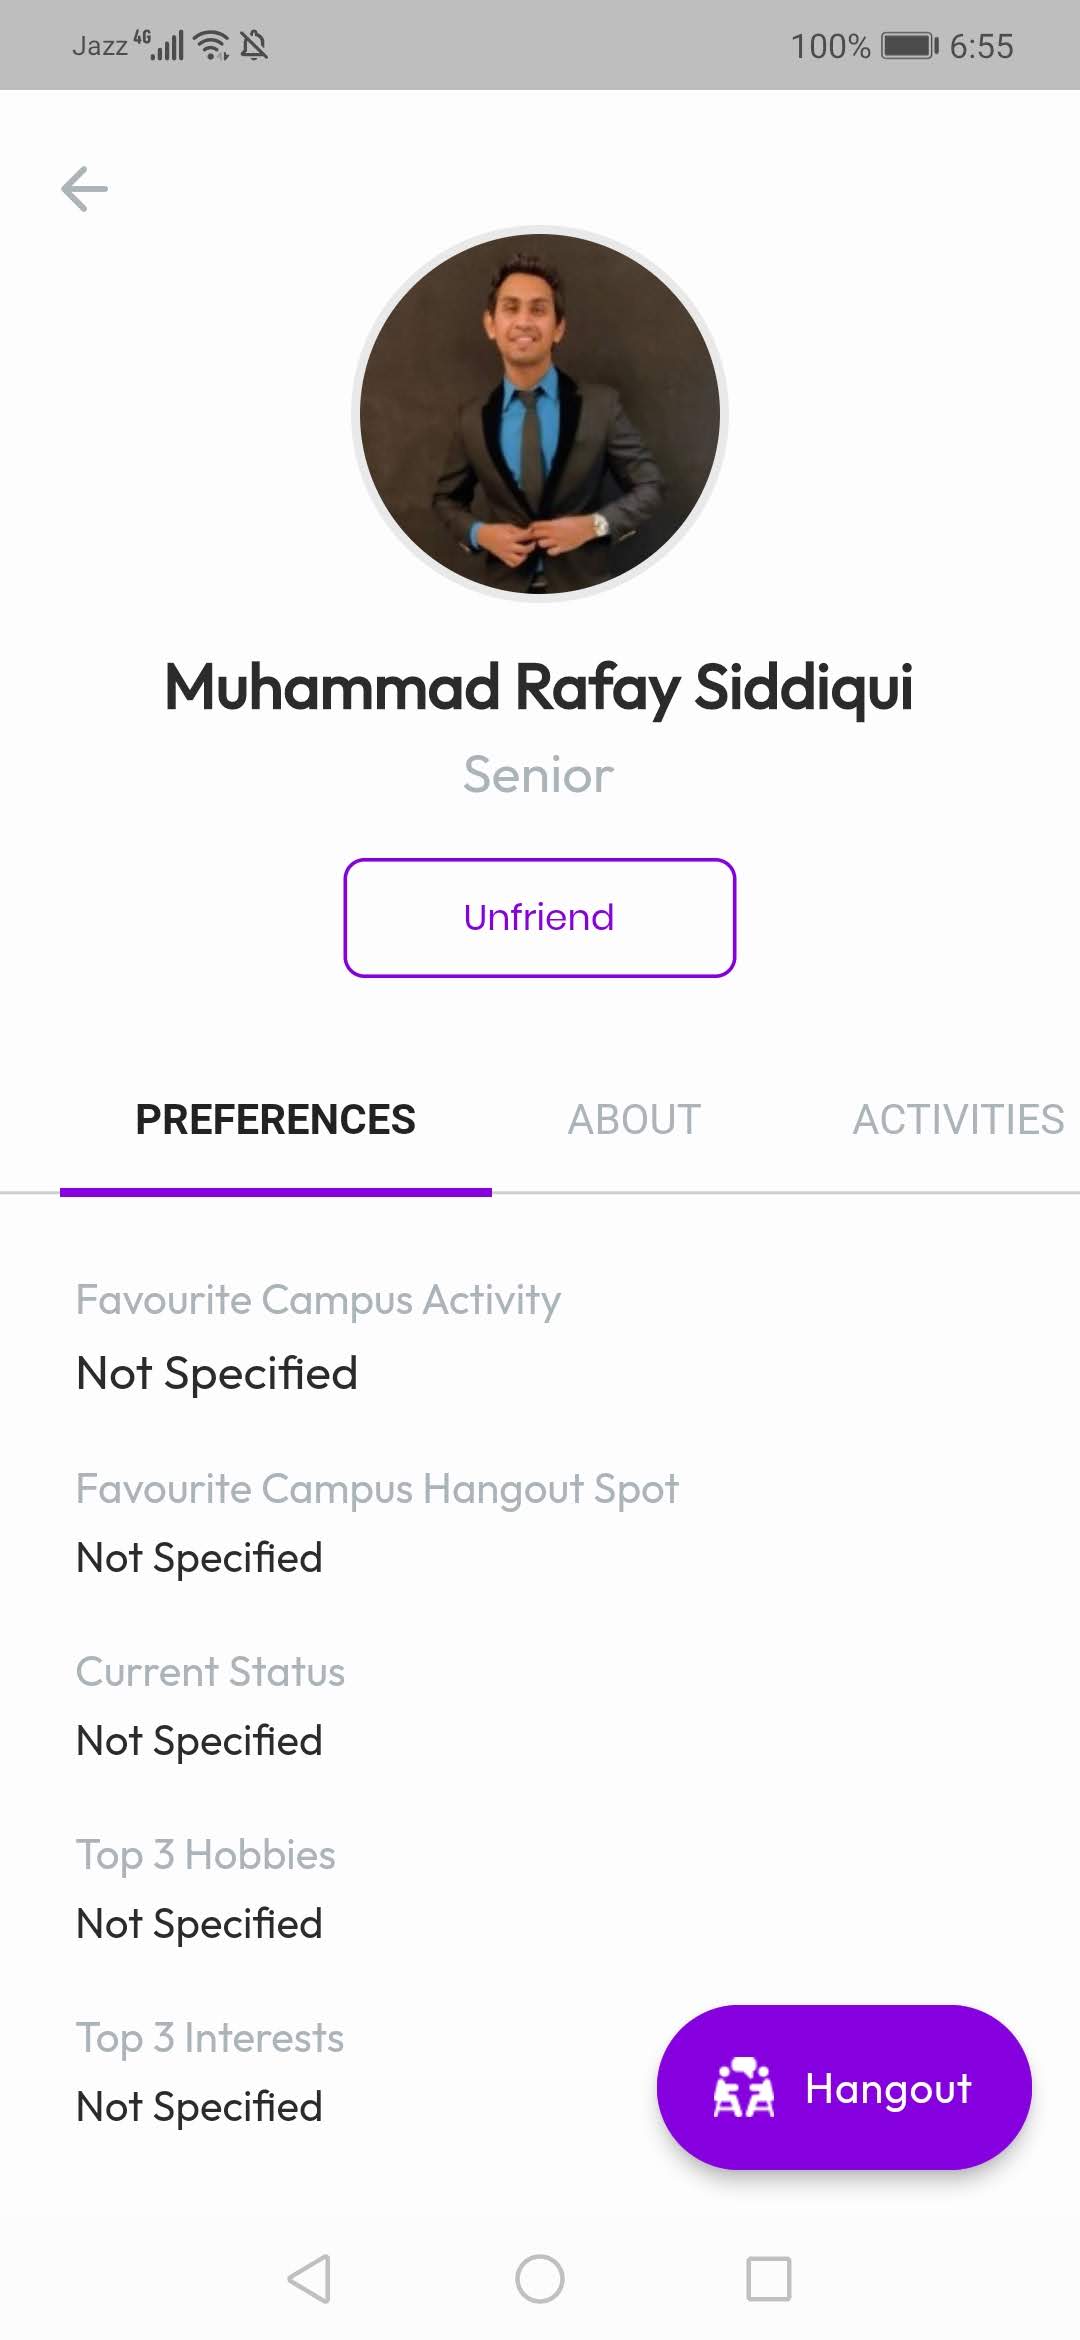 Jazz 4G 100% 6:55
Muhammad Rafay Siddiqui
Senior
Unfriend
PREFERENCES ABOUT ACTIVITIES
Favourite Campus Activity
Not Specified
Favourite Campus Hangout Spot
Not Specified
Current Status
Not Specified
Top 3 Hobbies
Not Specified
Top 3 Interests
Not Specified
Hangout